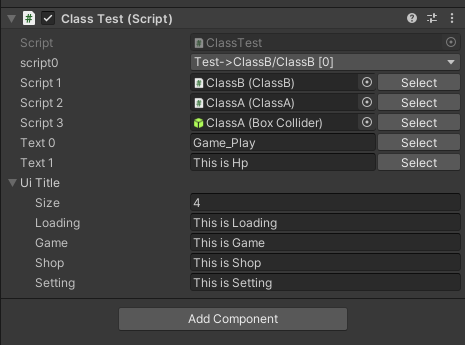 Class Test (Script)
Script ClassTest
script0 Test->ClassB/ClassB [0]
Script 1 ClassB (ClassB) Select
Script 2 ClassA (ClassA) Select
Script 3 ClassA (Box Collider) Select
Text 0 Game_Play Select
Text 1 This is Hp Select
Ui Title
Size 4
Loading This is Loading
Game This is Game
Shop This is Shop
Setting This is Setting
Add Component